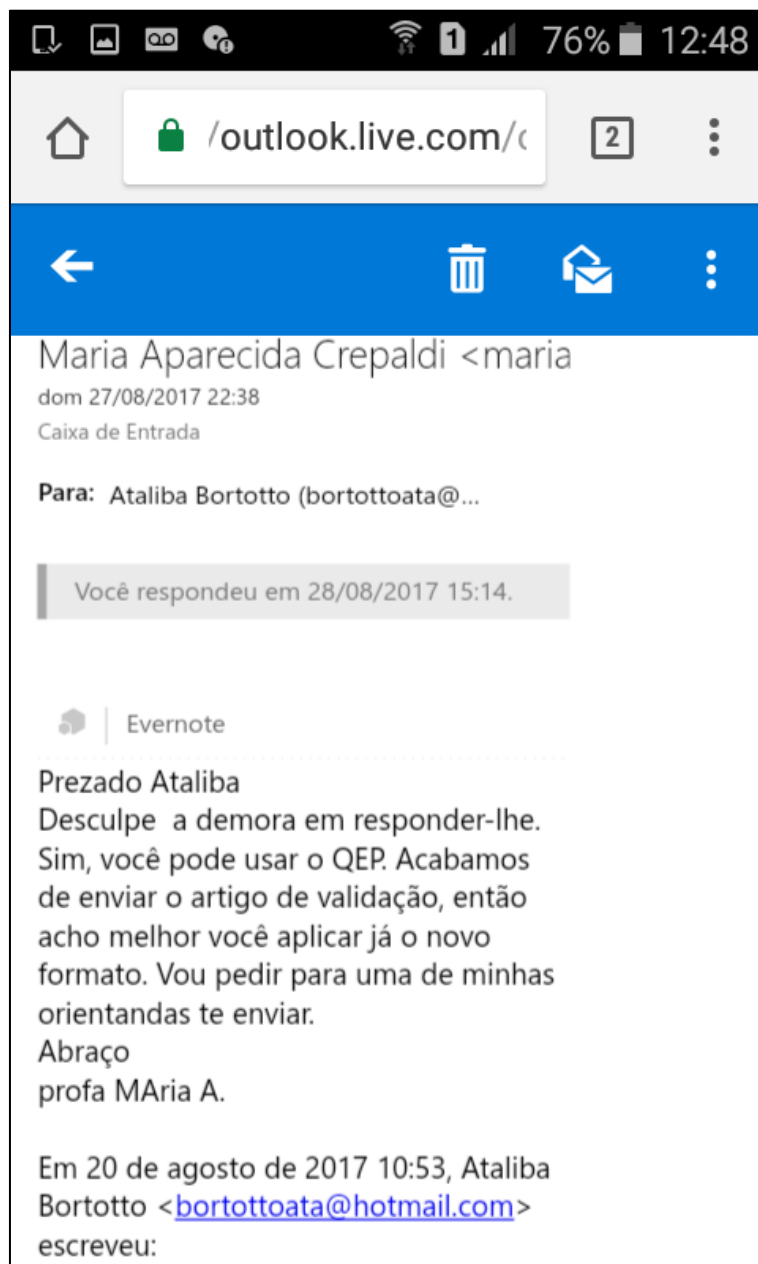 1 76% 12:48
/outlook.live.com/
2
Maria Aparecida Crepaldi <maria
dom 27/08/2017 22:38
Caixa de Entrada
Para: Ataliba Bortotto (bortottoata@...
Você respondeu em 28/08/2017 15:14.
Evernote
Prezado Ataliba
Desculpe a demora em responder-lhe.
Sim, você pode usar o QEP. Acabamos
de enviar o artigo de validação, então
acho melhor você aplicar já o novo
formato. Vou pedir para uma de minhas
orientandas te enviar.
Abraço
profa MAria A.
Em 20 de agosto de 2017 10:53, Ataliba
Bortotto <bortottoata@hotmail.com>
escreveu: